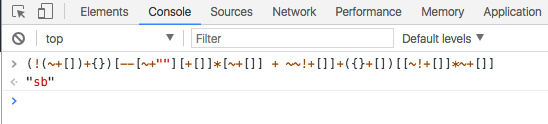 Elements Console Sources Network Performance Memory Application
top Filter Default levels
> (!(~+[])+{})[--[~+""][+[]]*[~+[]] + ~~!+[]]+({}+[])[[~!+[]]*~+[]]
"sb"
>